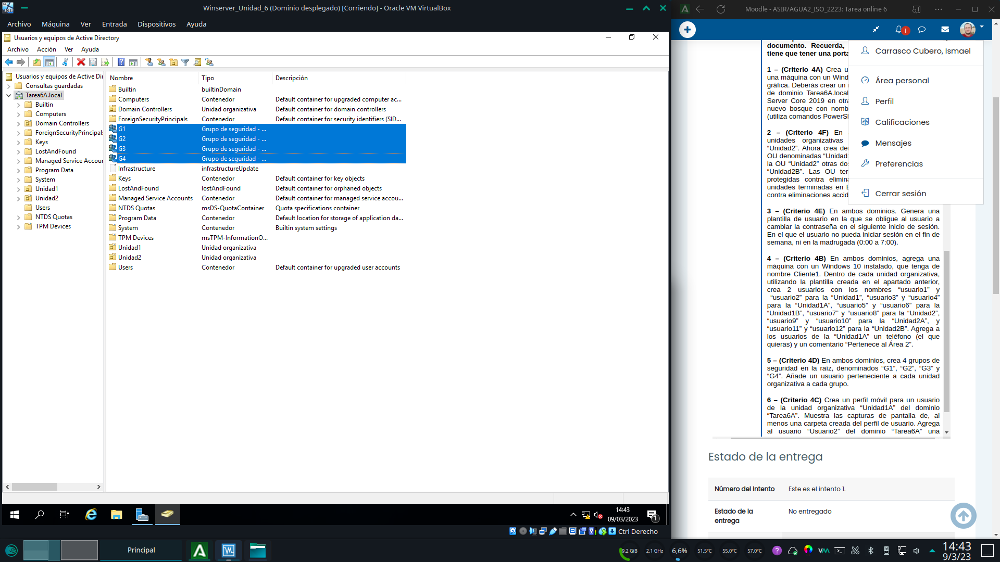 Winserver_Unidad_6 (Dominio desplegado) [Corriendo] - Oracle VM VirtualBox
Archivo Máquina Ver Entrada Dispositivos Ayuda
Usuarios y equipos de Active Directory
Archivo Acción Ver Ayuda
Usuarios y equipos de Active Dir
Consultas guardadas
Tarea6A.local
Builtin
Computers
Domain Controllers
ForeignSecurityPrincipals
Keys
LostAndFound
Managed Service Accour
Program Data
System
Unidad1
Unidad2
Users
NTDS Quotas
TPM Devices
Nombre Tipo Descripción
Builtin builtinDomain
Computers Contenedor Default container for upgraded computer ac...
Domain Controllers Unidad organizativa Default container for domain controllers
ForeignSecurityPrincipals Contenedor Default container for security identifiers (SID...
G1 Grupo de seguridad - ...
G2 Grupo de seguridad - ...
G3 Grupo de seguridad - ...
G4 Grupo de seguridad - ...
Infrastructure infrastructureUpdate
Keys Contenedor Default container for key objects
LostAndFound lostAndFound Default container for orphaned objects
Managed Service Accounts Contenedor Default container for managed service accou...
NTDS Quotas msDS-QuotaContainer Quota specifications container
Program Data Contenedor Default location for storage of application da...
System Contenedor Builtin system settings
TPM Devices msTPM-InformationO...
Unidad1 Unidad organizativa
Unidad2 Unidad organizativa
Users Contenedor Default container for upgraded user accounts
14:43
09/03/2023
1
Ctrl Derecho
Moodle - ASIR/AGUA2_ISO_2223: Tarea online 6
1
Carrasco Cubero, Ismael
Área personal
Perfil
Calificaciones
Mensajes
Preferencias
Cerrar sesión
documento. Recuerda,
tiene que tener una porta
1 – (Criterio 4A) Crea u
una máquina con un Wind
gráfica. Deberás crear un
de dominio Tarea6A.local
Server Core 2019 en otra
nuevo bosque con nomb
(utiliza comandos PowerSh
2 – (Criterio 4F) En
unidades organizativas
“Unidad2”. Ahora crea den
OU denominadas “Unidad1
la OU “Unidad2” otras dos
“Unidad2B”. Las OU ter
protegidas contra elimina
unidades terminadas en B
contra eliminaciones accid
3 – (Criterio 4E) En ambos dominios. Genera una
plantilla de usuario en la que se obligue al usuario a
cambiar la contraseña en el siguiente inicio de sesión.
En el que el usuario no pueda iniciar sesión en el fin de
semana, ni en la madrugada (0:00 a 7:00).
4 – (Criterio 4B) En ambos dominios, agrega una
máquina con un Windows 10 instalado, que tenga de
nombre Cliente1. Dentro de cada unidad organizativa,
utilizando la plantilla creada en el apartado anterior,
crea 2 usuarios con los nombres “usuario1” y
“usuario2” para la “Unidad1”, “usuario3” y “usuario4”
para la “Unidad1A”, “usuario5” y “usuario6” para la
“Unidad1B”, “usuario7” y “usuario8” para la “Unidad2”,
“usuario9” y “usuario10” para la “Unidad2A”, y
“usuario11” y “usuario12” para la “Unidad2B”. Agrega a
los usuarios de la “Unidad1A” un teléfono (el que
quieras) y un comentario “Pertenece al Área 2”.
5 – (Criterio 4D) En ambos dominios, crea 4 grupos de
seguridad en la raíz, denominados “G1”, “G2”, “G3” y
“G4”. Añade un usuario perteneciente a cada unidad
organizativa a cada grupo.
6 – (Criterio 4C) Crea un perfil móvil para un usuario
de la unidad organizativa “Unidad1A” del dominio
“Tarea6A”. Muestra las capturas de pantalla de, al
menos una carpeta creada del perfil de usuario. Agrega
al usuario “Usuario2” del dominio “Tarea6A” una
Estado de la entrega
Número del intento Este es el intento 1.
Estado de la entrega No entregado
Principal
9,2 GiB 2,1 GHz 6,6% 51,5°C 55,0°C 57,0°C
14:43
9/3/23